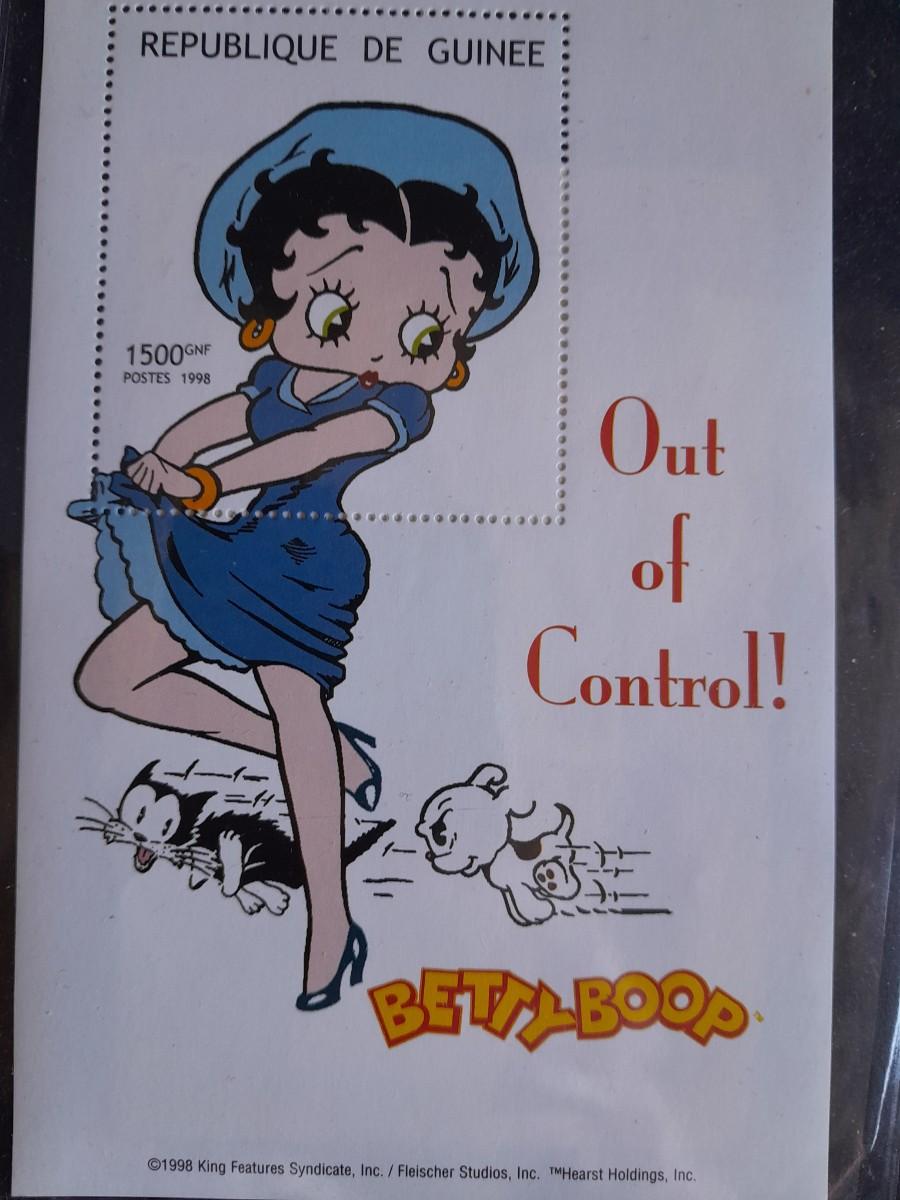 REPUBLIQUE DE GUINEE
1500GNF
POSTES 1998
Out
of
Control!
BETTY BOOP™
©1998 King Features Syndicate, Inc. / Fleischer Studios, Inc. ™Hearst Holdings, Inc.